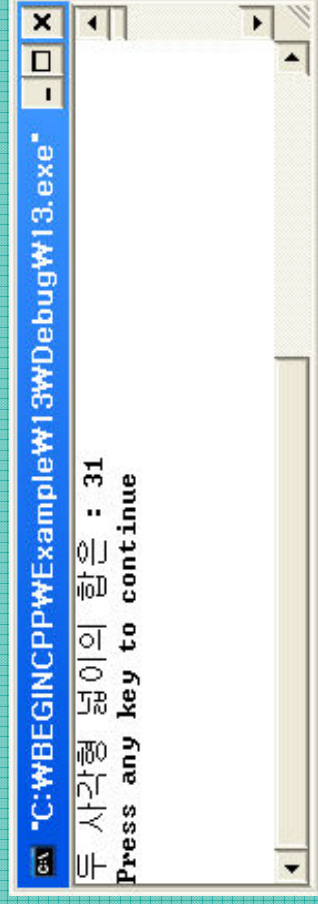 "C:₩BEGINCPP₩Example₩13₩Debug₩13.exe"
두 사각형 넓이의 합은 : 31
Press any key to continue